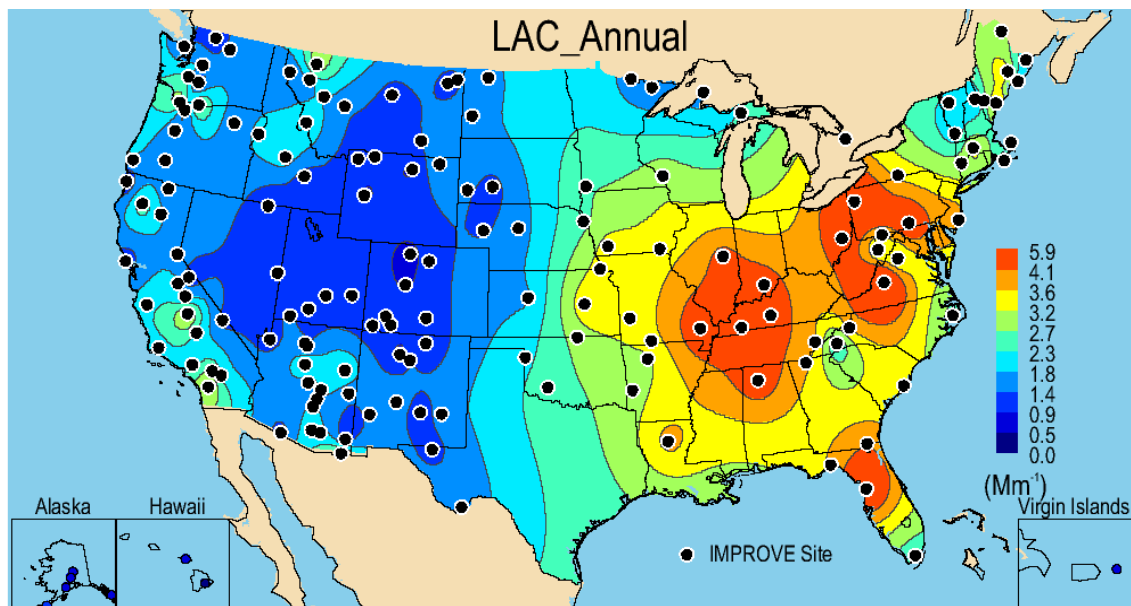 LAC_Annual
5.9
4.1
3.6
3.2
2.7
2.3
1.8
1.4
0.9
0.5
0.0
(Mm⁻¹)
Alaska
Hawaii
Virgin Islands
IMPROVE Site